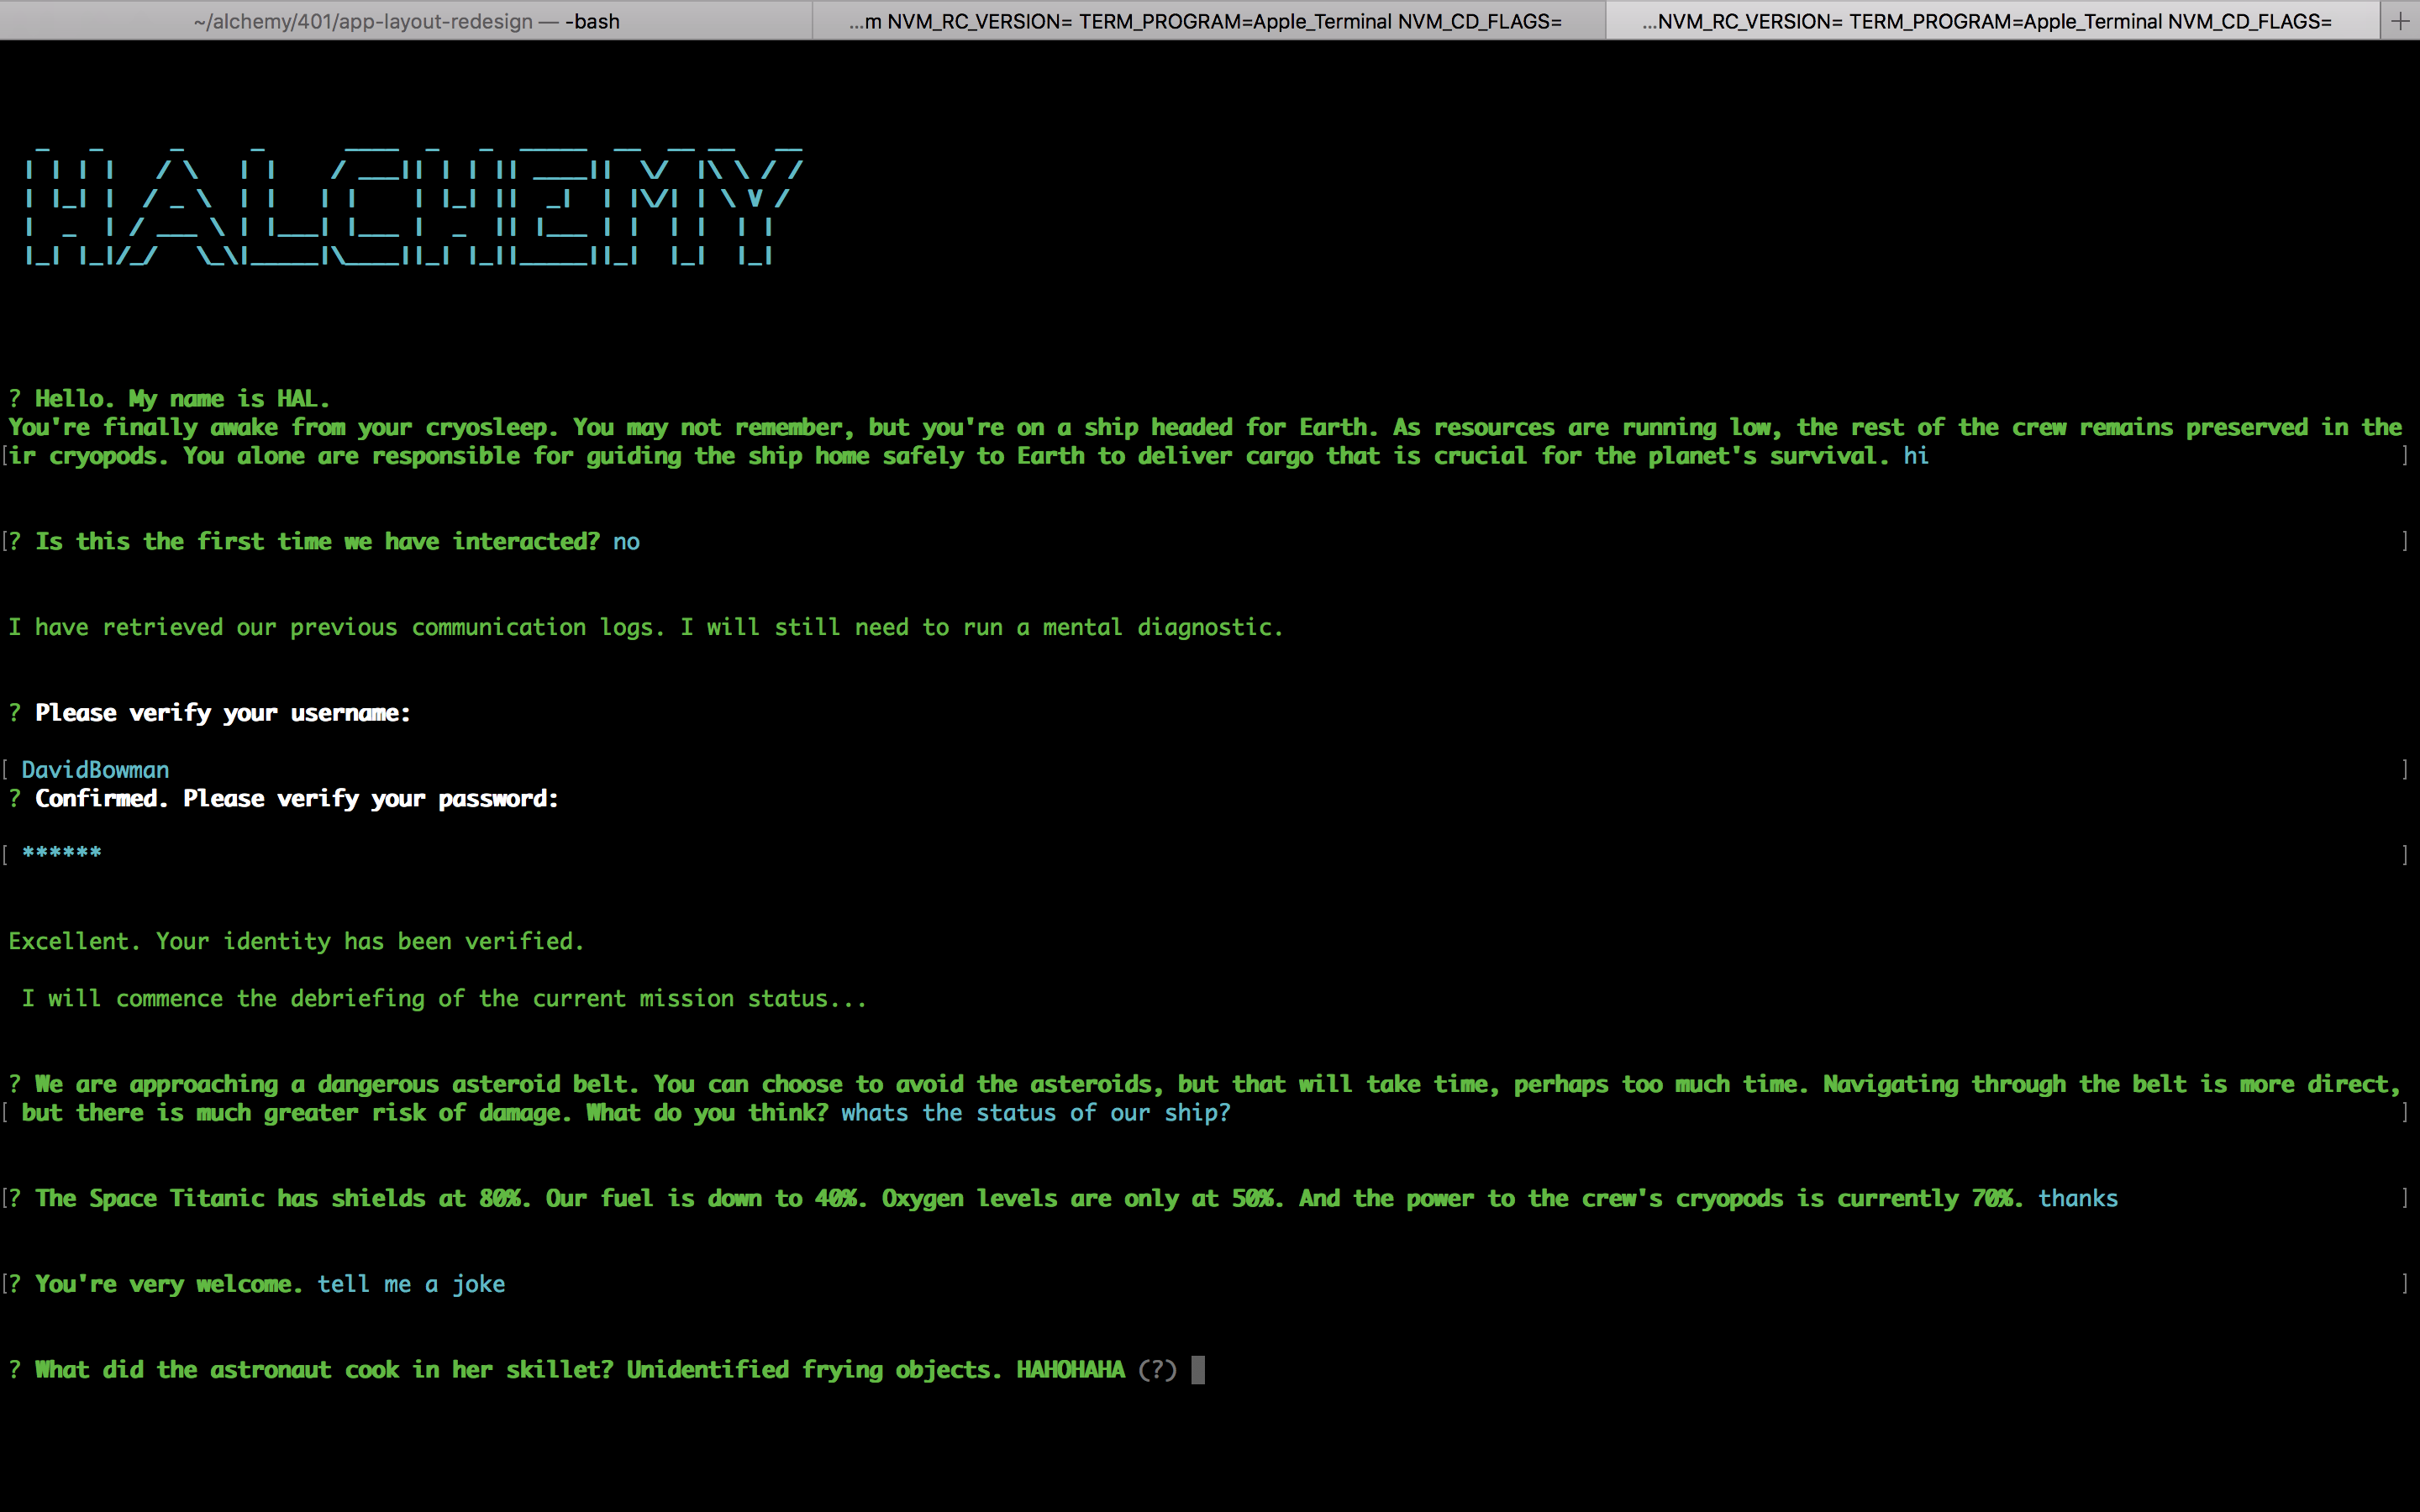 ~/alchemy/401/app-layout-redesign — -bash
...m NVM_RC_VERSION= TERM_PROGRAM=Apple_Terminal NVM_CD_FLAGS=
...NVM_RC_VERSION= TERM_PROGRAM=Apple_Terminal NVM_CD_FLAGS=
+
HALCHEMY
? Hello. My name is HAL.
You're finally awake from your cryosleep. You may not remember, but you're on a ship headed for Earth. As resources are running low, the rest of the crew remains preserved in the
[ir cryopods. You alone are responsible for guiding the ship home safely to Earth to deliver cargo that is crucial for the planet's survival. hi ]
[? Is this the first time we have interacted? no ]
I have retrieved our previous communication logs. I will still need to run a mental diagnostic.
? Please verify your username:
[ DavidBowman ]
? Confirmed. Please verify your password:
[ ****** ]
Excellent. Your identity has been verified.
I will commence the debriefing of the current mission status...
? We are approaching a dangerous asteroid belt. You can choose to avoid the asteroids, but that will take time, perhaps too much time. Navigating through the belt is more direct,
[ but there is much greater risk of damage. What do you think? whats the status of our ship? ]
[? The Space Titanic has shields at 80%. Our fuel is down to 40%. Oxygen levels are only at 50%. And the power to the crew's cryopods is currently 70%. thanks ]
[? You're very welcome. tell me a joke ]
? What did the astronaut cook in her skillet? Unidentified frying objects. HAHOHAHA (?)